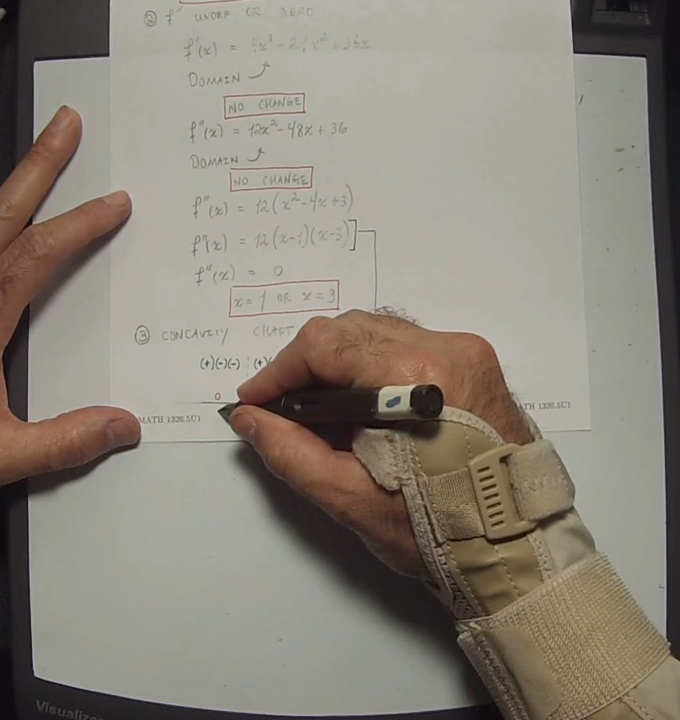 ② f" UNDEF OR ZERO
f'(x) = 4x³ - 24x² + 36x
DOMAIN
NO CHANGE
f"(x) = 12x² - 48x + 36
DOMAIN
NO CHANGE
f"(x) = 12(x² - 4x + 3)
f"(x) = 12(x-1)(x-3)
f"(x) = 0
x = 1 OR x = 3
③ CONCAVITY CHART
(+)(-)(-) (+)(
0
MATH 1326.5U1 MATH 1326.5U1
Visualize